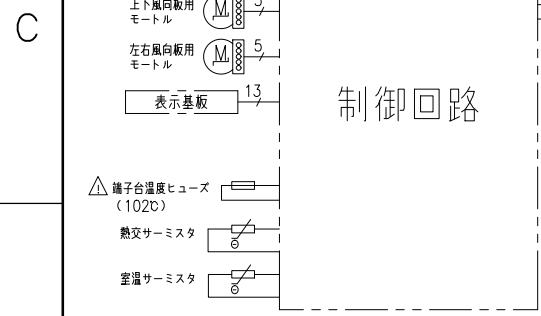 C
上下風向板用
モートル
M
左右風向板用
モートル
M
5
表示基板
13
制御回路
端子台温度ヒューズ
(102℃)
熱交サーミスタ
θ
室温サーミスタ
θ